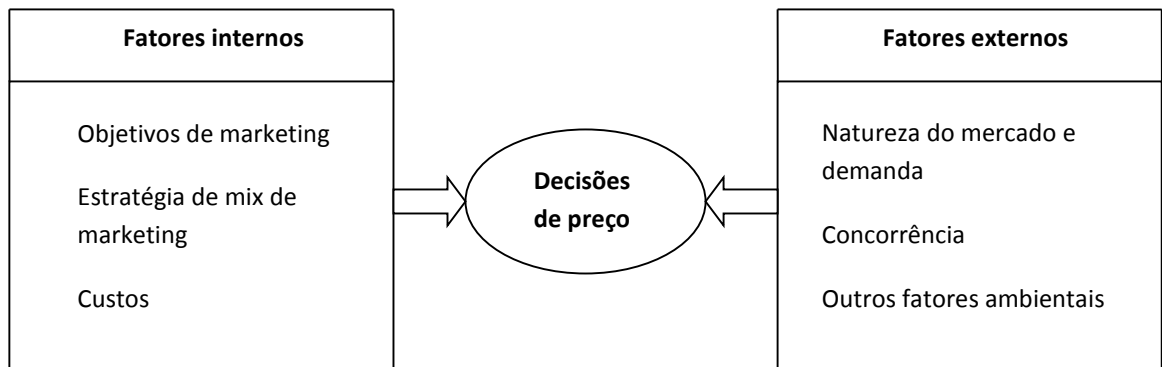 Fatores internos
Objetivos de marketing
Estratégia de mix de
marketing
Custos
Decisões
de preço
Fatores externos
Natureza do mercado e
demanda
Concorrência
Outros fatores ambientais